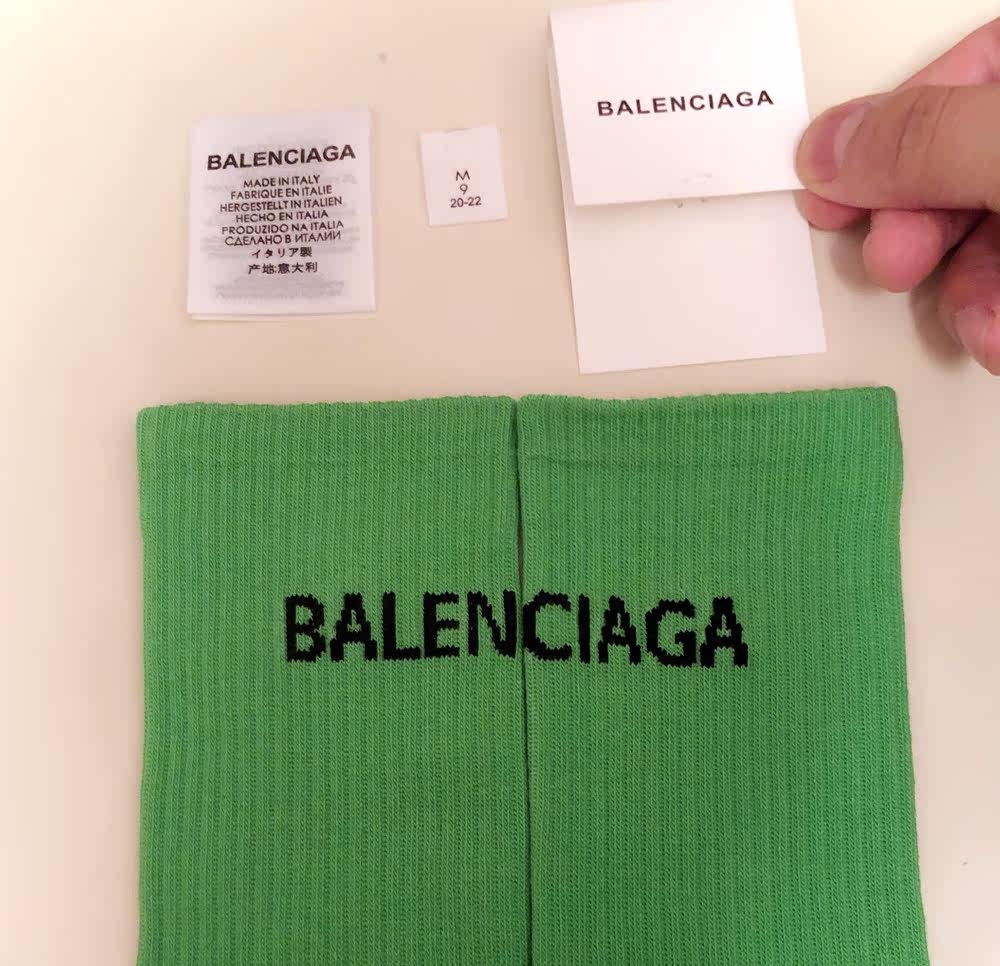 BALENCIAGA
MADE IN ITALY
FABRIQUE EN ITALIE
HERGESTELLT IN ITALIEN
HECHO EN ITALIA
PRODUZIDO NA ITALIA
СДЕЛАНО В ИТАЛИИ
イタリア製
产地:意大利
M
9
20-22
BALENCIAGA
BALENCIAGA